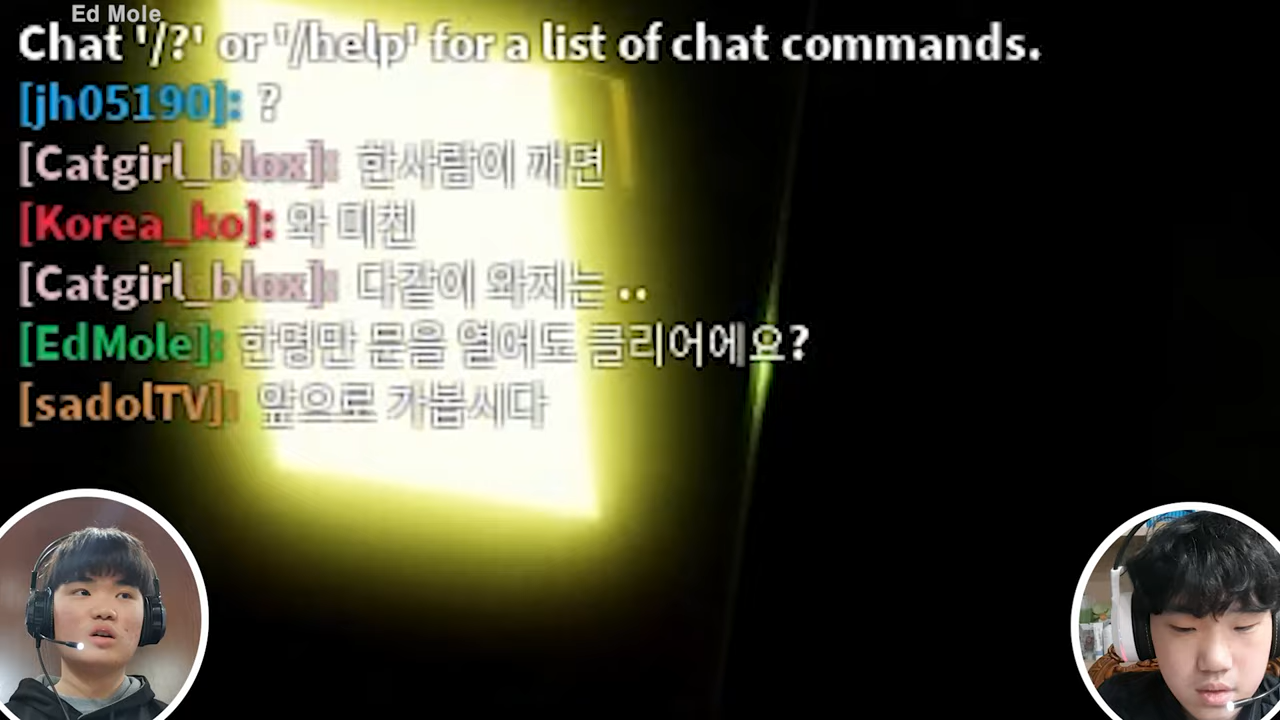 Ed Mole
Chat '/?' or '/help' for a list of chat commands.
[jh05190]: ?
[Catgirl_blox]: 한사람이 깨면
[Korea_ko]: 와 미첸
[Catgirl_blox]: 다같이 와지는 ..
[EdMole]: 한명만 문을 열어도 클리어에요?
[sadolTV]: 앞으로 가봅시다